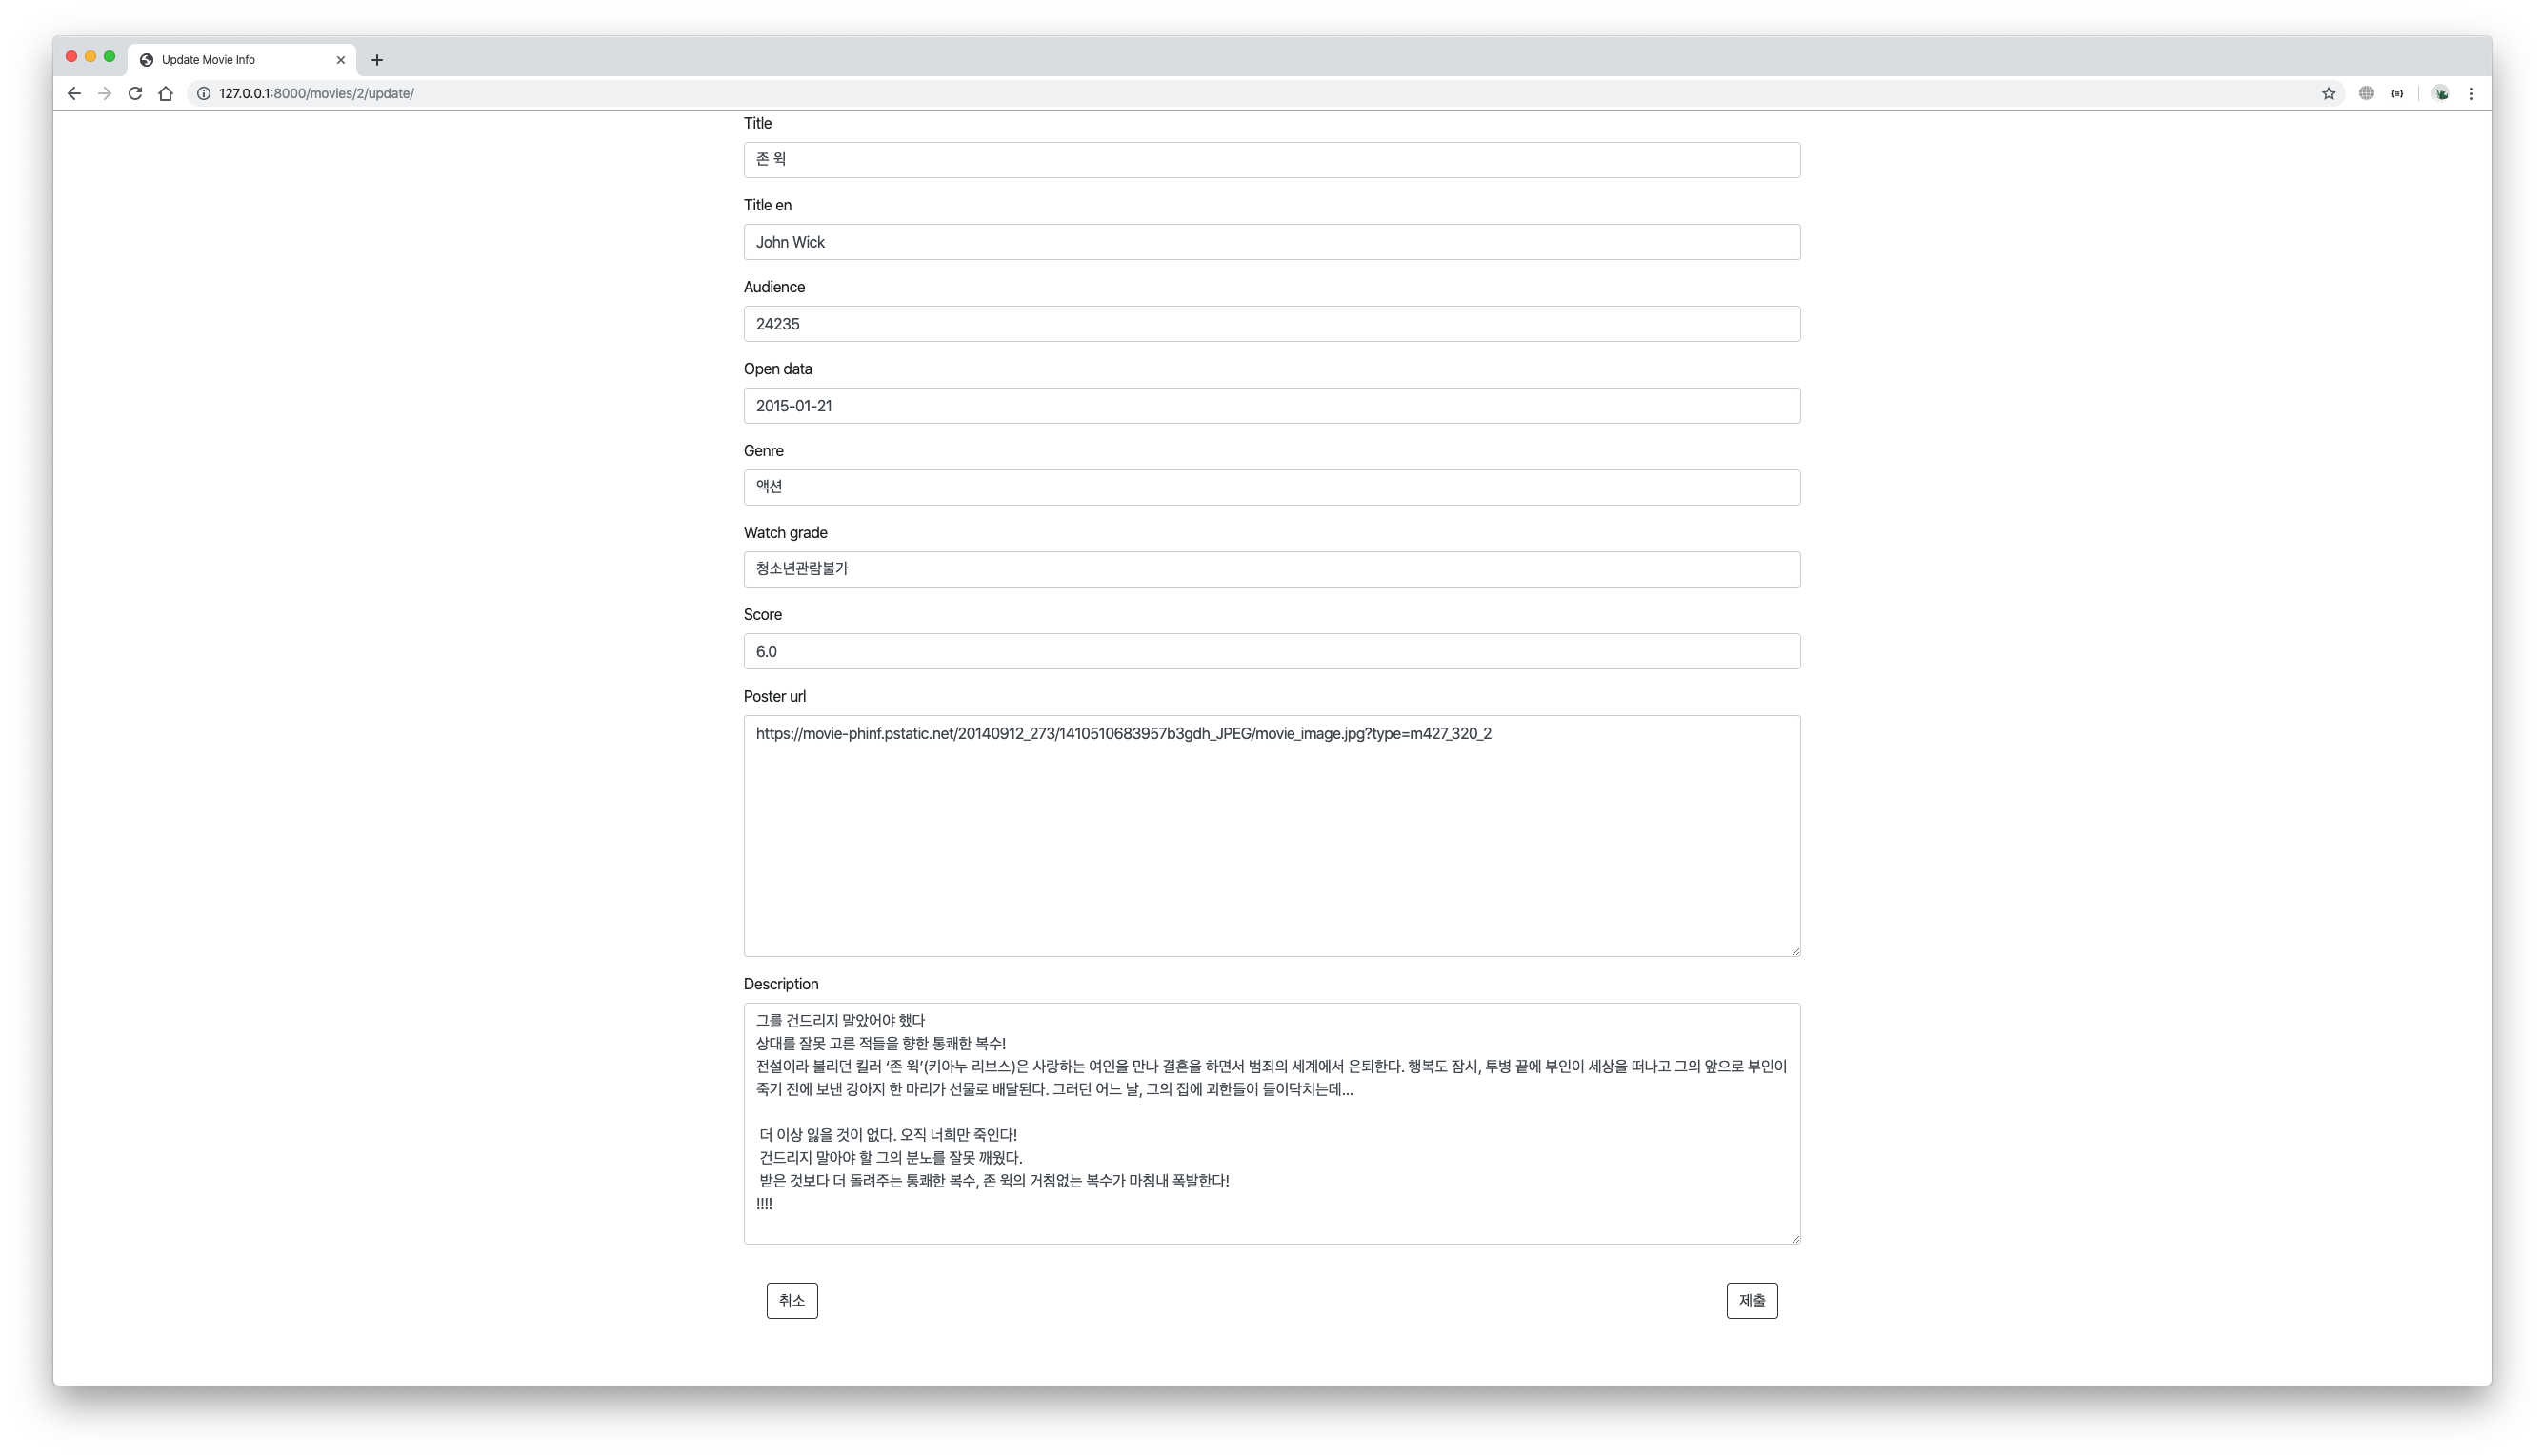 Update Movie Info
127.0.0.1:8000/movies/2/update/
Title
존 윅
Title en
John Wick
Audience
24235
Open data
2015-01-21
Genre
액션
Watch grade
청소년관람불가
Score
6.0
Poster url
https://movie-phinf.pstatic.net/20140912_273/1410510683957b3gdh_JPEG/movie_image.jpg?type=m427_320_2
Description
그를 건드리지 말았어야 했다
상대를 잘못 고른 적들을 향한 통쾌한 복수!
전설이라 불리던 킬러 ‘존 윅’(키아누 리브스)은 사랑하는 여인을 만나 결혼을 하면서 범죄의 세계에서 은퇴한다. 행복도 잠시, 투병 끝에 부인이 세상을 떠나고 그의 앞으로 부인이
죽기 전에 보낸 강아지 한 마리가 선물로 배달된다. 그러던 어느 날, 그의 집에 괴한들이 들이닥치는데…
더 이상 잃을 것이 없다. 오직 너희만 죽인다!
건드리지 말아야 할 그의 분노를 잘못 깨웠다.
받은 것보다 더 돌려주는 통쾌한 복수, 존 윅의 거침없는 복수가 마침내 폭발한다!
!!!!
취소
제출